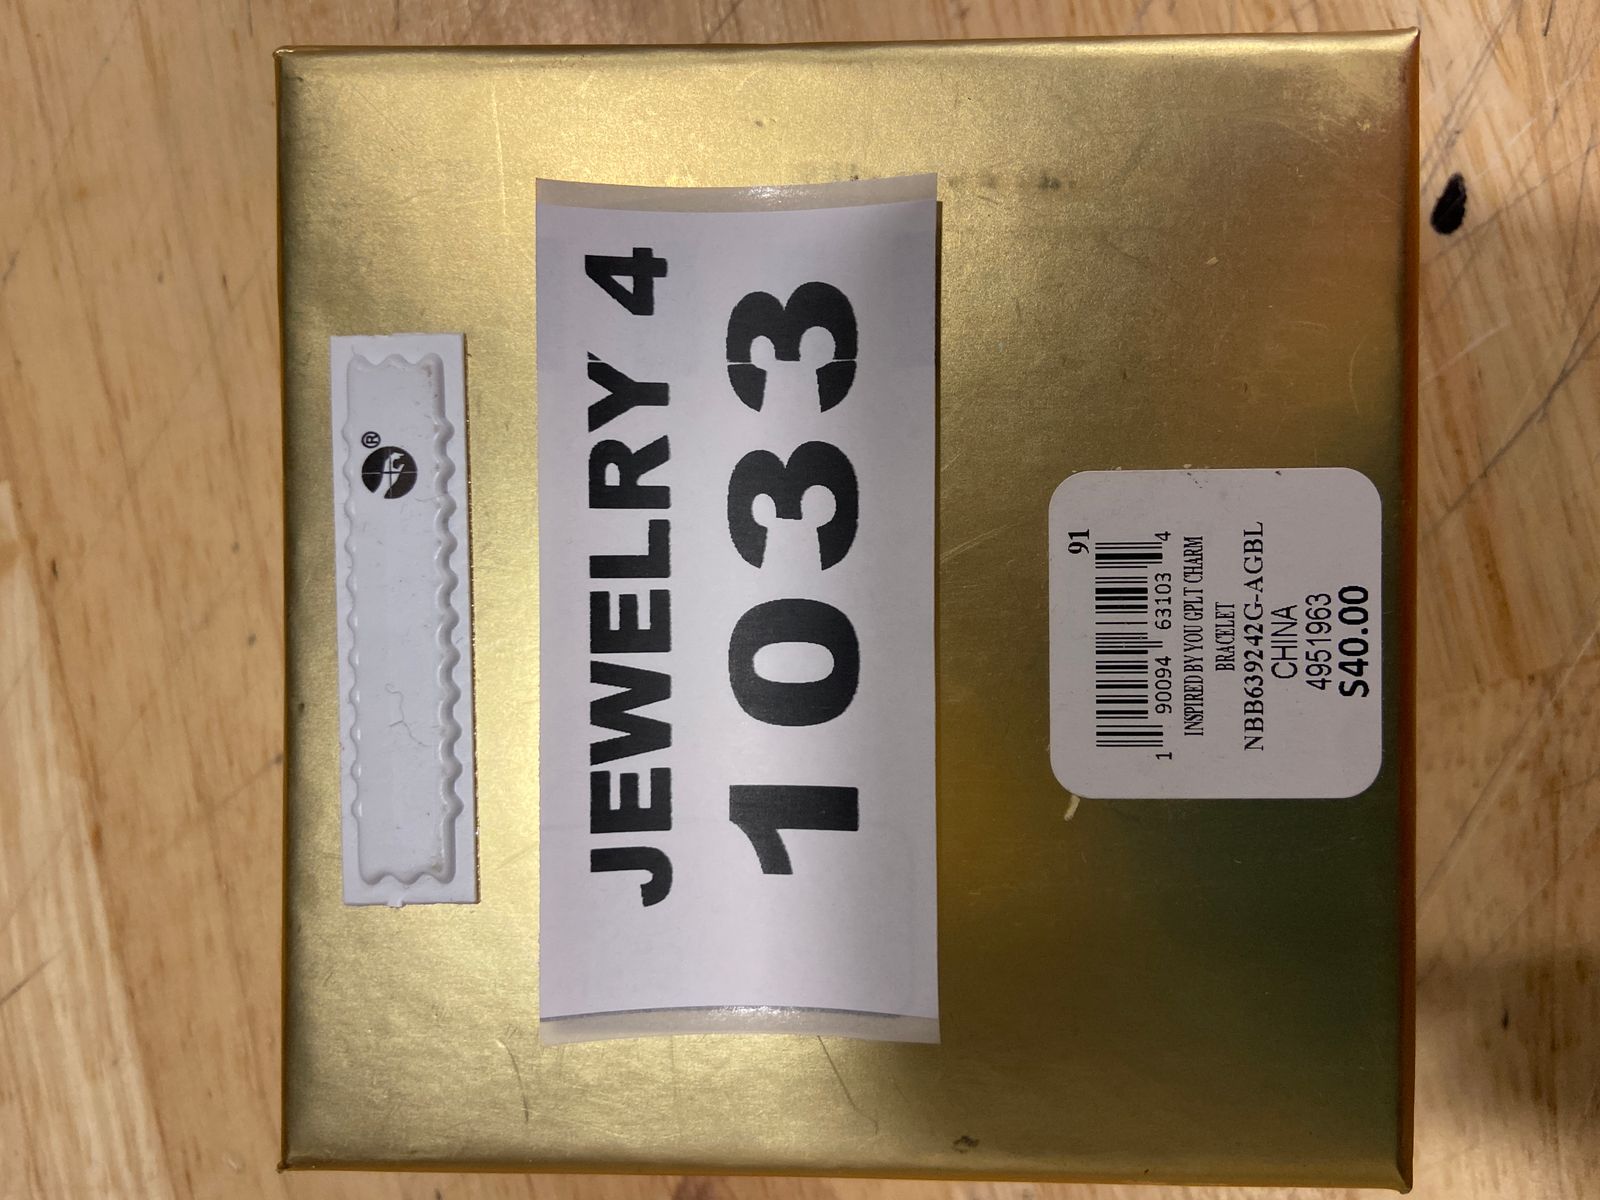 ®
JEWELRY 4
1033
91
1 90094 63103 4
INSPIRED BY YOU GPLT CHARM
BRACELET
NBB639242G-AGBL
CHINA
4951963
$40.00